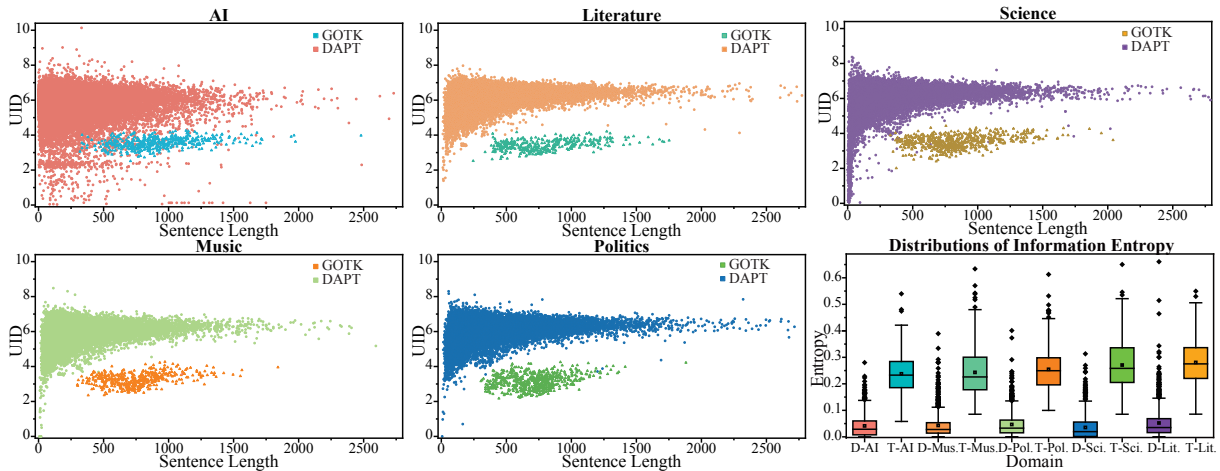 AI
GOTK
DAPT
UID
10
8
6
4
2
0
0 500 1000 1500 2000 2500
Sentence Length
Literature
GOTK
DAPT
UID
10
8
6
4
2
0
0 500 1000 1500 2000 2500
Sentence Length
Science
GOTK
DAPT
UID
10
8
6
4
2
0
0 500 1000 1500 2000 2500
Sentence Length
Music
GOTK
DAPT
UID
10
8
6
4
2
0
0 500 1000 1500 2000 2500
Sentence Length
Politics
GOTK
DAPT
UID
10
8
6
4
2
0
0 500 1000 1500 2000 2500
Sentence Length
Distributions of Information Entropy
Entropy
0.6
0.5
0.4
0.3
0.2
0.1
0.0
D-AI T-AI D-Mus. T-Mus. D-Pol. T-Pol. D-Sci. T-Sci. D-Lit. T-Lit.
Domain